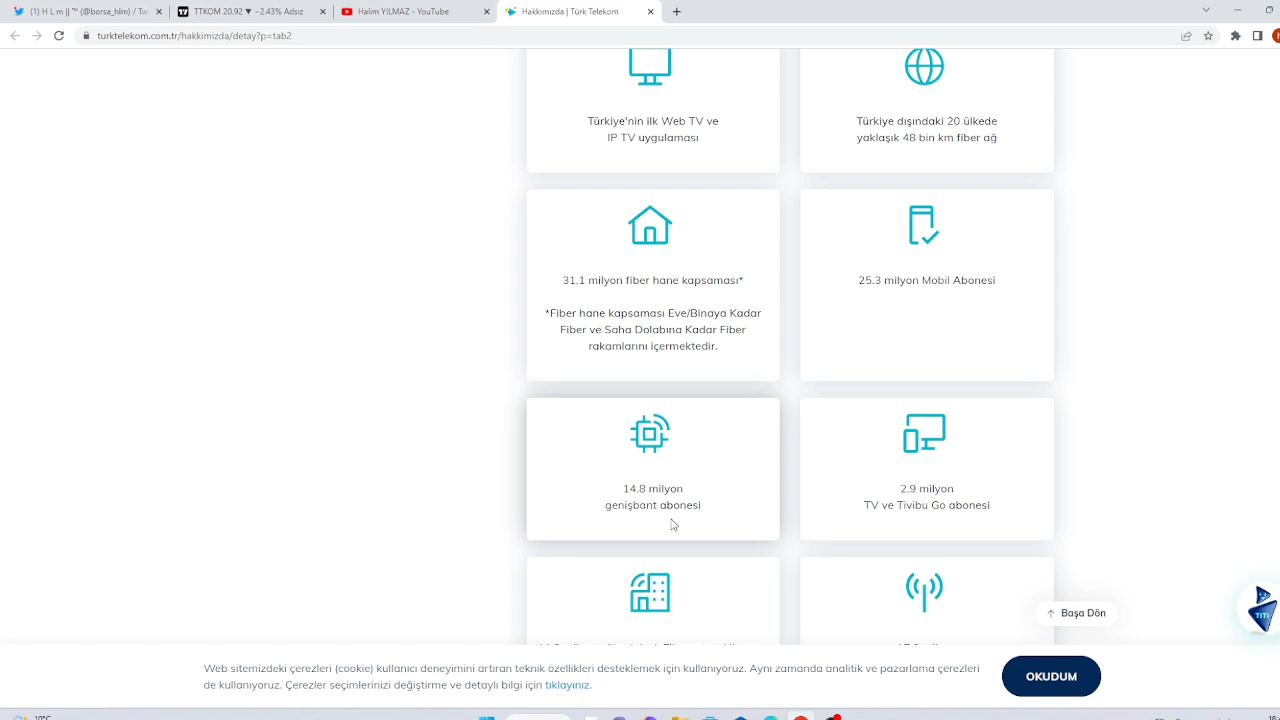 (1) H L m || ™ (@borsa_hlm) / Tw
TTKOM 20.92 ▼ −2.43% Adsız
Halim YILMAZ - YouTube
Hakkımızda | Türk Telekom
turktelekom.com.tr/hakkimizda/detay?p=tab2
Türkiye'nin ilk Web TV ve
IP TV uygulaması
Türkiye dışındaki 20 ülkede
yaklaşık 48 bin km fiber ağ
31.1 milyon fiber hane kapsaması*
*Fiber hane kapsaması Eve/Binaya Kadar
Fiber ve Saha Dolabına Kadar Fiber
rakamlarını içermektedir.
25.3 milyon Mobil Abonesi
14.8 milyon
genişbant abonesi
2.9 milyon
TV ve Tivibu Go abonesi
Başa Dön
TiTi
Web sitemizdeki çerezleri (cookie) kullanıcı deneyimini artıran teknik özellikleri desteklemek için kullanıyoruz. Aynı zamanda analitik ve pazarlama çerezleri
de kullanıyoruz. Çerezler seçimlerinizi değiştirme ve detaylı bilgi için tıklayınız.
OKUDUM